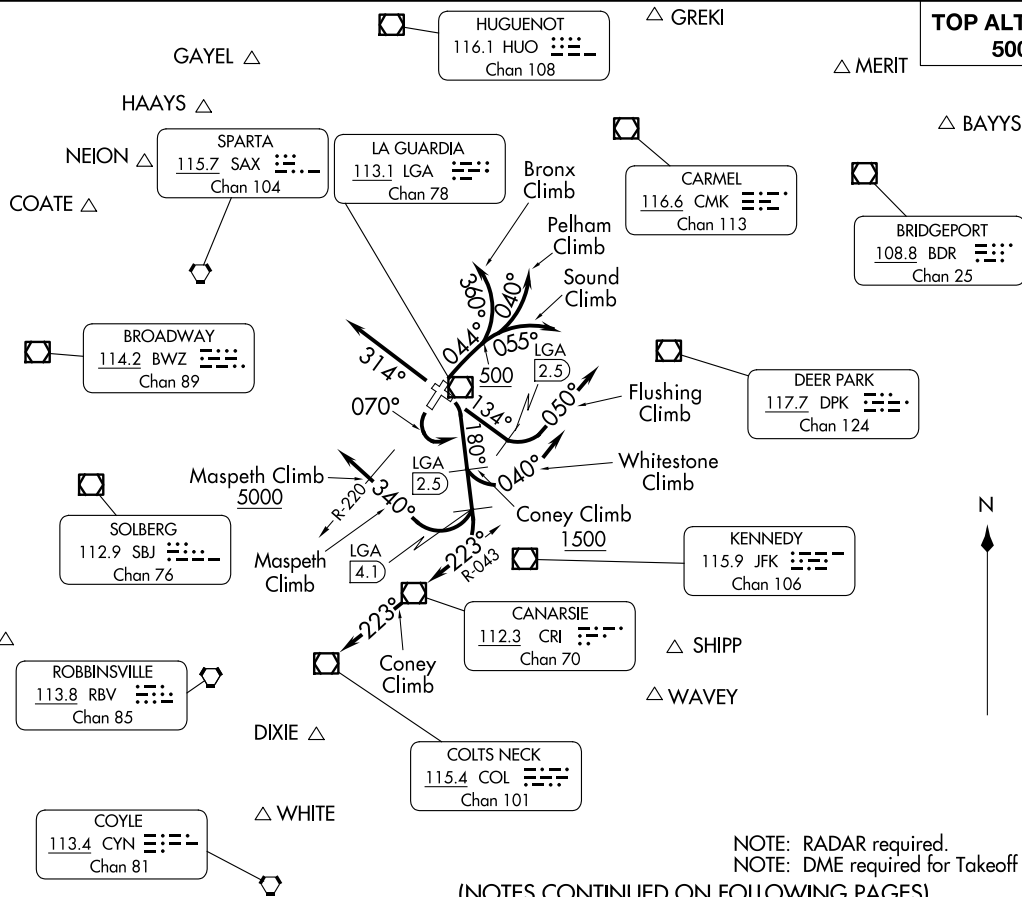 TOP ALT
500
HUGUENOT
116.1 HUO
Chan 108
GREKI
GAYEL
MERIT
HAAYS
BAYYS
NEION
SPARTA
115.7 SAX
Chan 104
LA GUARDIA
113.1 LGA
Chan 78
COATE
CARMEL
116.6 CMK
Chan 113
BRIDGEPORT
108.8 BDR
Chan 25
Bronx
Climb
Pelham
Climb
Sound
Climb
360°
040°
044°
055°
500
BROADWAY
114.2 BWZ
Chan 89
314°
LGA
2.5
DEER PARK
117.7 DPK
Chan 124
070°
134°
050°
Flushing
Climb
180°
LGA
2.5
040°
Whitestone
Climb
Maspeth Climb
5000
R-220
340°
Coney Climb
1500
SOLBERG
112.9 SBJ
Chan 76
Maspeth
Climb
LGA
4.1
223°
R-043
KENNEDY
115.9 JFK
Chan 106
N
223°
CANARSIE
112.3 CRI
Chan 70
SHIPP
Coney
Climb
ROBBINSVILLE
113.8 RBV
Chan 85
WAVEY
DIXIE
COLTS NECK
115.4 COL
Chan 101
WHITE
COYLE
113.4 CYN
Chan 81
NOTE: RADAR required.
NOTE: DME required for Takeoff
(NOTES CONTINUED ON FOLLOWING PAGES)